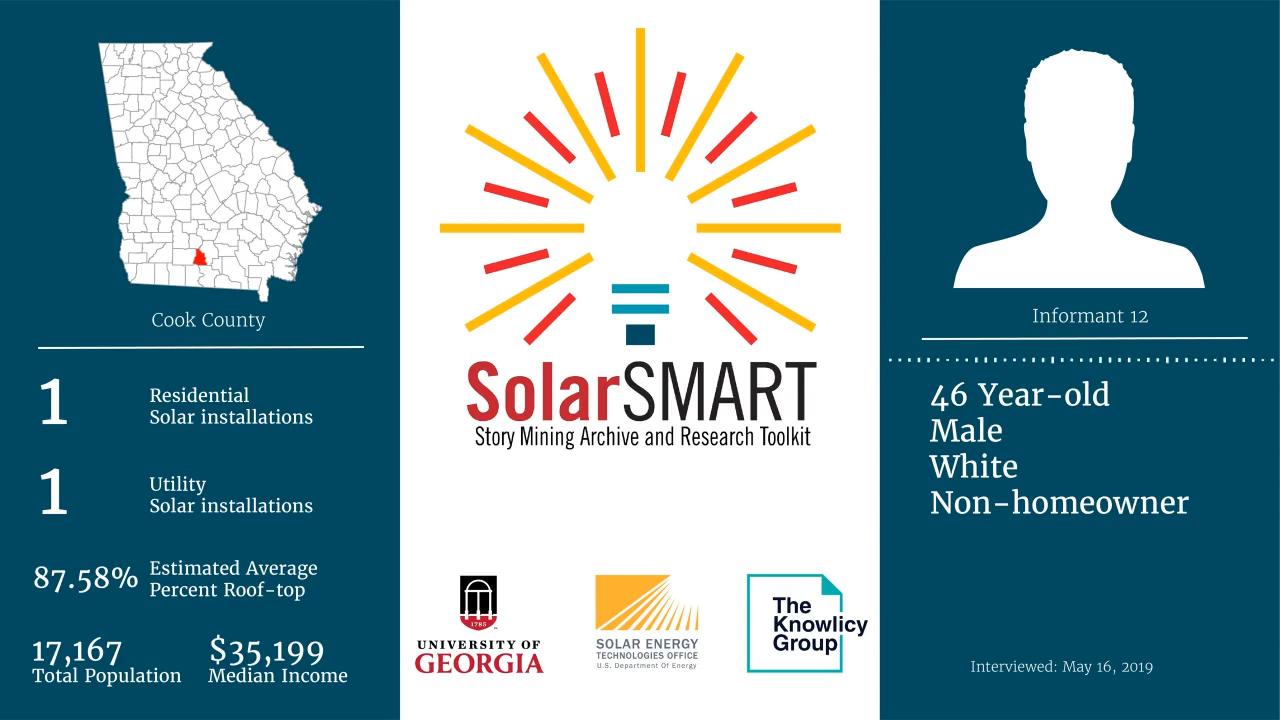 Cook County
1
Residential
Solar installations
1
Utility
Solar installations
87.58%
Estimated Average
Percent Roof-top
17,167
Total Population
$35,199
Median Income
SolarSMART
Story Mining Archive and Research Toolkit
1785
UNIVERSITY OF
GEORGIA
SOLAR ENERGY
TECHNOLOGIES OFFICE
U.S. Department Of Energy
The
Knowlicy
Group
Informant 12
46 Year-old
Male
White
Non-homeowner
Interviewed: May 16, 2019